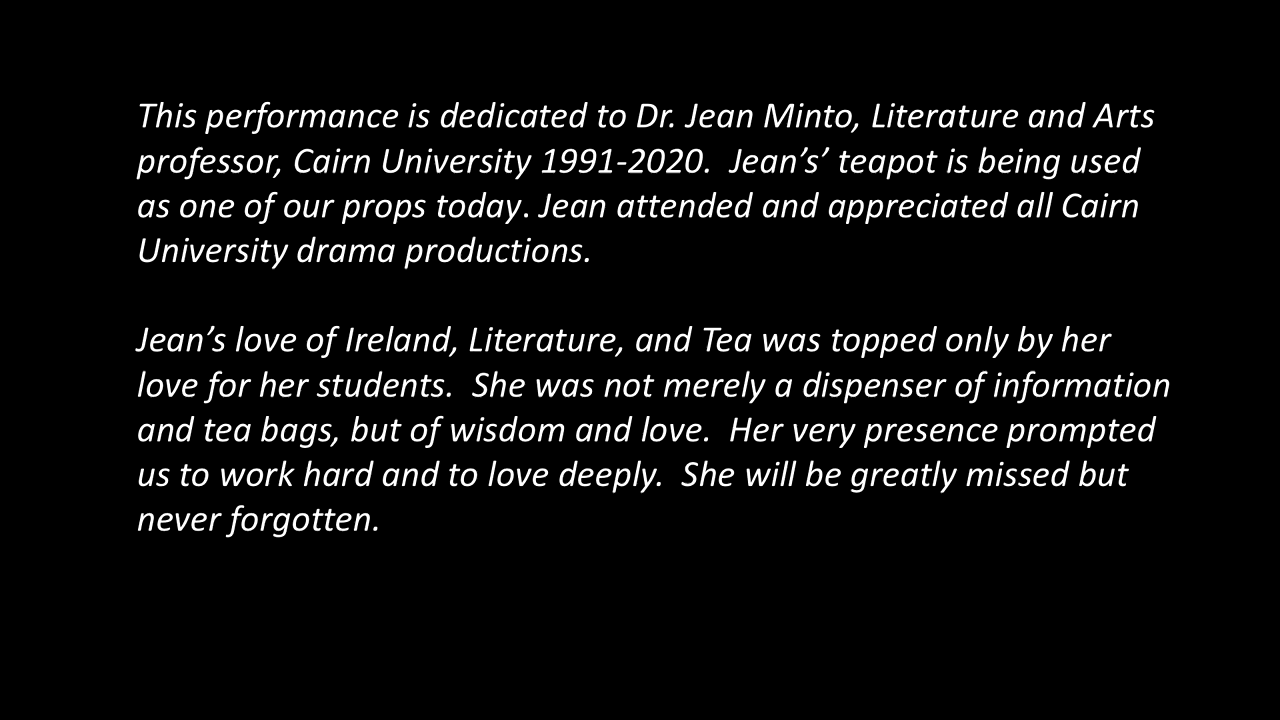 This performance is dedicated to Dr. Jean Minto, Literature and Arts
professor, Cairn University 1991-2020.  Jean’s’ teapot is being used
as one of our props today. Jean attended and appreciated all Cairn
University drama productions.
Jean’s love of Ireland, Literature, and Tea was topped only by her
love for her students.  She was not merely a dispenser of information
and tea bags, but of wisdom and love.  Her very presence prompted
us to work hard and to love deeply.  She will be greatly missed but
never forgotten.